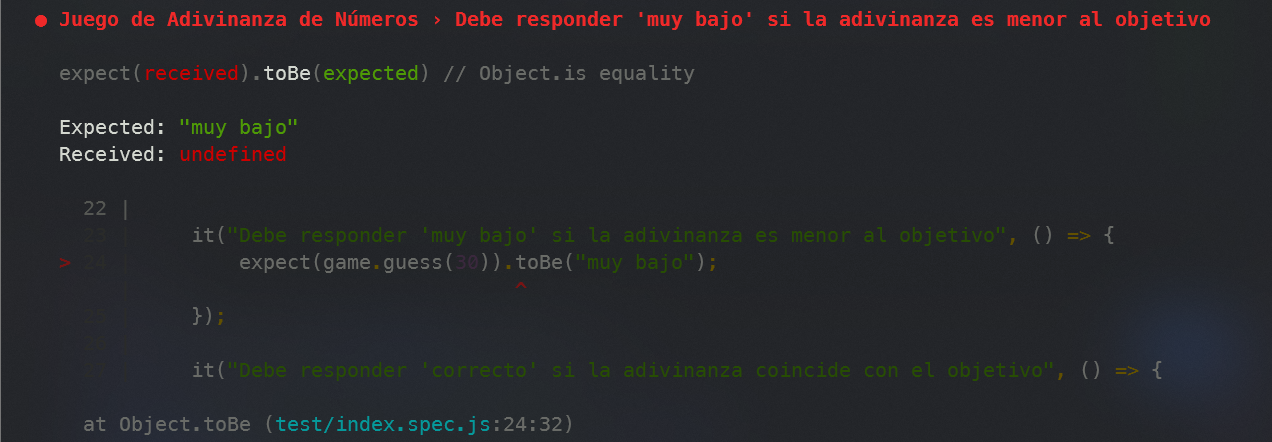 ● Juego de Adivinanza de Números › Debe responder 'muy bajo' si la adivinanza es menor al objetivo
expect(received).toBe(expected) // Object.is equality
Expected: "muy bajo"
Received: undefined
22 |
23 | it("Debe responder 'muy bajo' si la adivinanza es menor al objetivo", () => {
> 24 | expect(game.guess(30)).toBe("muy bajo");
^
});
it("Debe responder 'correcto' si la adivinanza coincide con el objetivo", () => {
at Object.toBe (test/index.spec.js:24:32)